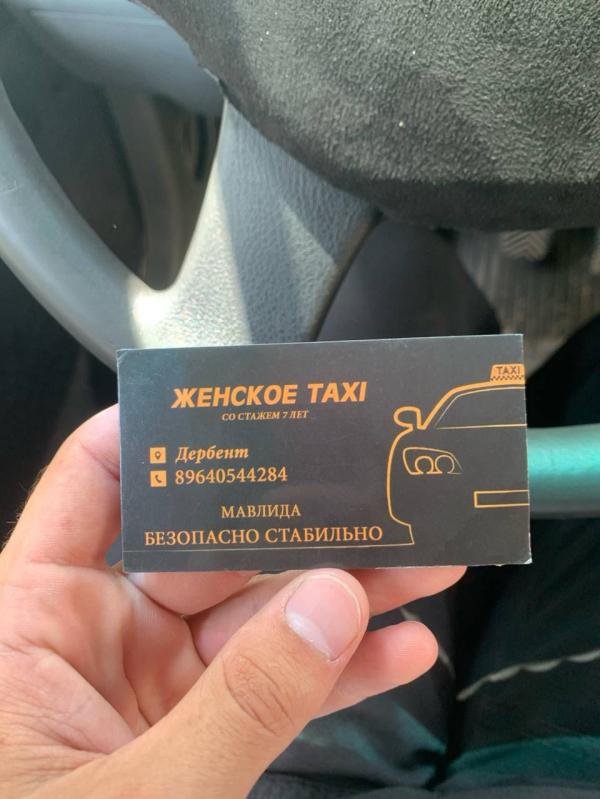 TAXI
ЖЕНСКОЕ TAXI
СО СТАЖЕМ 7 ЛЕТ
Дербент
89640544284
МАВЛИДА
БЕЗОПАСНО СТАБИЛЬНО